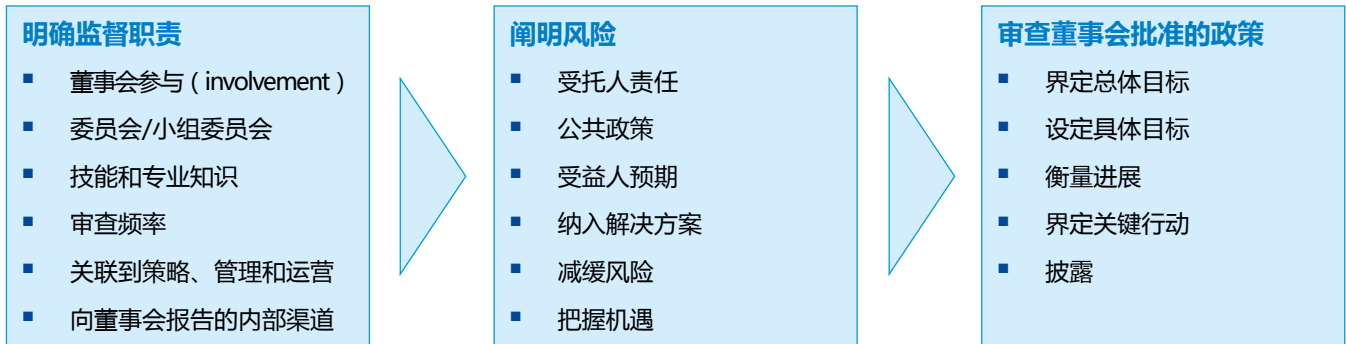 明确监督职责
董事会参与（involvement）
委员会/小组委员会
技能和专业知识
审查频率
关联到策略、管理和运营
向董事会报告的内部渠道
阐明风险
受托人责任
公共政策
受益人预期
纳入解决方案
减缓风险
把握机遇
审查董事会批准的政策
界定总体目标
设定具体目标
衡量进展
界定关键行动
披露